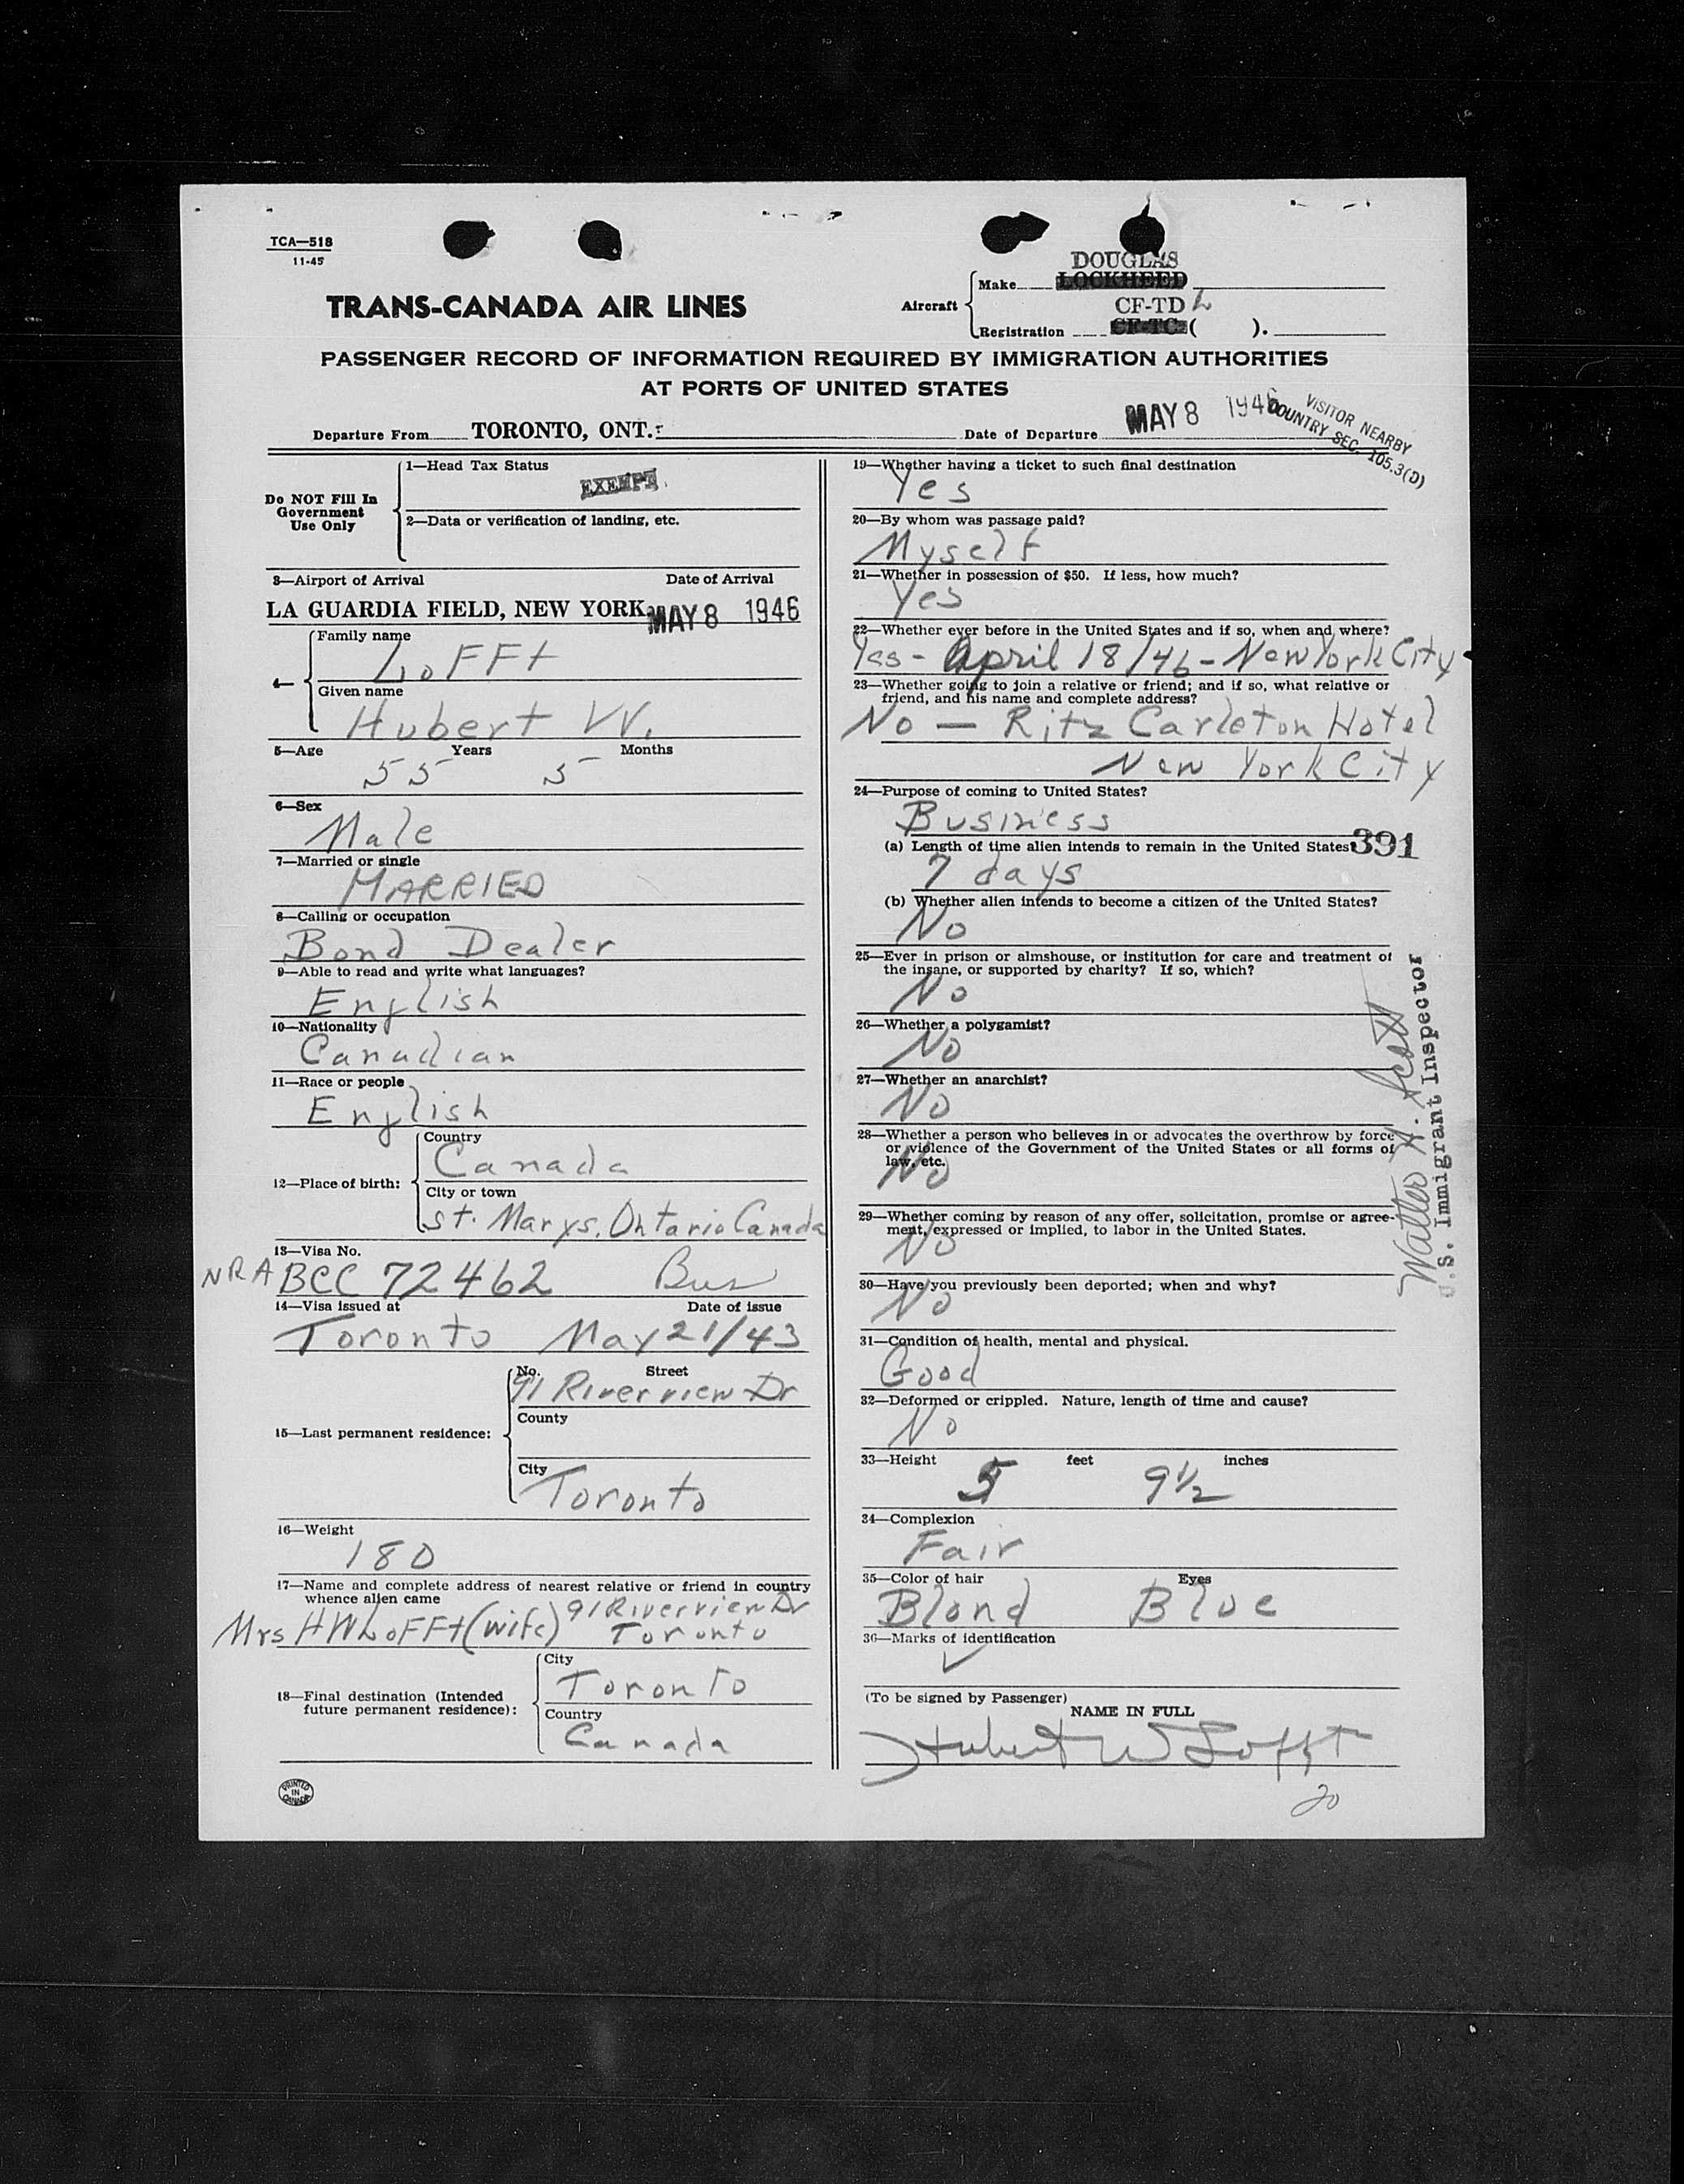 TCA—518
11-45
TRANS-CANADA AIR LINES
Aircraft
Make
DOUGLAS
LOCKHEED
CF-TD L
Registration CF-TC ( ).
PASSENGER RECORD OF INFORMATION REQUIRED BY IMMIGRATION AUTHORITIES
AT PORTS OF UNITED STATES
Departure From TORONTO, ONT. Date of Departure MAY 8 1946
VISITOR NEARBY
COUNTRY SEC. 105.3(D)
Do NOT Fill In
Government
Use Only
1—Head Tax Status
EXEMPT
2—Data or verification of landing, etc.
3—Airport of Arrival Date of Arrival
LA GUARDIA FIELD, NEW YORK MAY 8 1946
4—
Family name
LoFFt
Given name
Hubert W.
5—Age Years Months
55 5
6—Sex
Male
7—Married or single
MARRIED
8—Calling or occupation
Bond Dealer
9—Able to read and write what languages?
English
10—Nationality
Canadian
11—Race or people
English
12—Place of birth:
Country
Canada
City or town
St. Marys, Ontario Canada
13—Visa No.
NRA BCC 72462 Bus
14—Visa issued at Date of issue
Toronto May 21/43
15—Last permanent residence:
No. Street
91 Riverview Dr
County
City
Toronto
16—Weight
180
17—Name and complete address of nearest relative or friend in country
whence alien came
Mrs HW LoFFt (wife) 91 Riverview Dr
Toronto
18—Final destination (Intended
future permanent residence):
City
Toronto
Country
Canada
PRINTED
IN
CANADA
19—Whether having a ticket to such final destination
Yes
20—By whom was passage paid?
Myself
21—Whether in possession of $50. If less, how much?
Yes
22—Whether ever before in the United States and if so, when and where?
Yes - April 18/46 - New York City
23—Whether going to join a relative or friend; and if so, what relative or
friend, and his name and complete address?
No — Ritz Carleton Hotel
New York City
24—Purpose of coming to United States?
Business
(a) Length of time alien intends to remain in the United States 391
7 days
(b) Whether alien intends to become a citizen of the United States?
No
25—Ever in prison or almshouse, or institution for care and treatment of
the insane, or supported by charity? If so, which?
No
26—Whether a polygamist?
No
27—Whether an anarchist?
No
28—Whether a person who believes in or advocates the overthrow by force
or violence of the Government of the United States or all forms of
law, etc.
No
29—Whether coming by reason of any offer, solicitation, promise or agree-
ment, expressed or implied, to labor in the United States.
No
30—Have you previously been deported; when and why?
No
31—Condition of health, mental and physical.
Good
32—Deformed or crippled. Nature, length of time and cause?
No
33—Height feet inches
5 9½
34—Complexion
Fair
35—Color of hair Eyes
Blond Blue
36—Marks of identification
✓
(To be signed by Passenger)
NAME IN FULL
Hubert W Lofft
20
Walter A. Scott
U.S. Immigrant Inspector